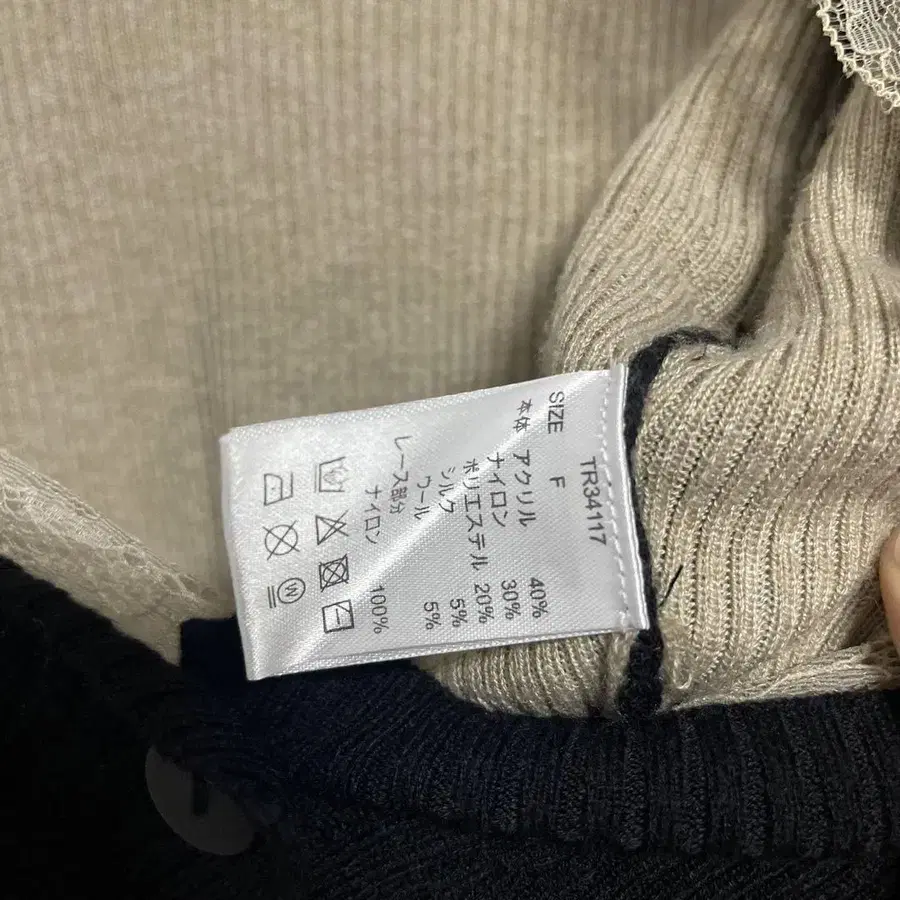 TR34117
SIZE F
本体 アクリル 40%
ナイロン 30%
ポリエステル 20%
シルク 5%
ウール 5%
レース部分
ナイロン 100%
W